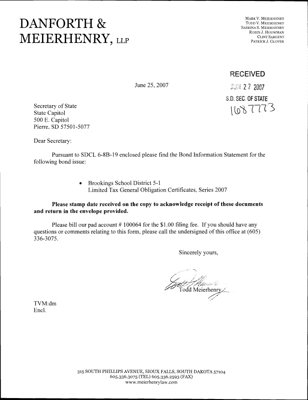 DANFORTH &
MEIERHENRY, LLP
MARK V. MEIERHENRY
TODD V. MEIERHENRY
SABRINA S. MEIERHENRY
ROBIN J. HOUWMAN
CLINT SARGENT
PATRICK J. GLOVER
RECEIVED
JUN 27 2007
S.D. SEC. OF STATE
1687773
June 25, 2007
Secretary of State
State Capitol
500 E. Capitol
Pierre, SD 57501-5077
Dear Secretary:
Pursuant to SDCL 6-8B-19 enclosed please find the Bond Information Statement for the
following bond issue:
• Brookings School District 5-1
Limited Tax General Obligation Certificates, Series 2007
Please stamp date received on the copy to acknowledge receipt of these documents
and return in the envelope provided.
Please bill our pad account # 100064 for the $1.00 filing fee. If you should have any
questions or comments relating to this form, please call the undersigned of this office at (605)
336-3075.
Sincerely yours,
Todd Meierhenry
TVM:dm
Encl.
315 SOUTH PHILLIPS AVENUE, SIOUX FALLS, SOUTH DAKOTA 57104
605.336.3075 (TEL) 605.336.2593 (FAX)
www.meierhenrylaw.com